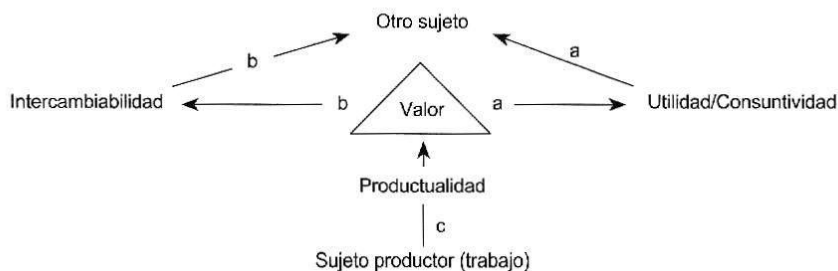 Otro sujeto
b
a
Intercambiabilidad
b
Valor
a
Utilidad/Consuntividad
Productualidad
c
Sujeto productor (trabajo)